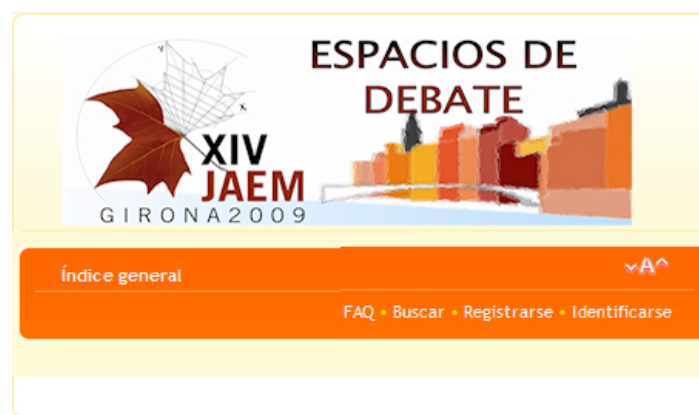 ESPACIOS DE
DEBATE
Y
X
XIV
JAEM
GIRONA2009
Índice general
A
FAQ • Buscar • Registrarse • Identificarse